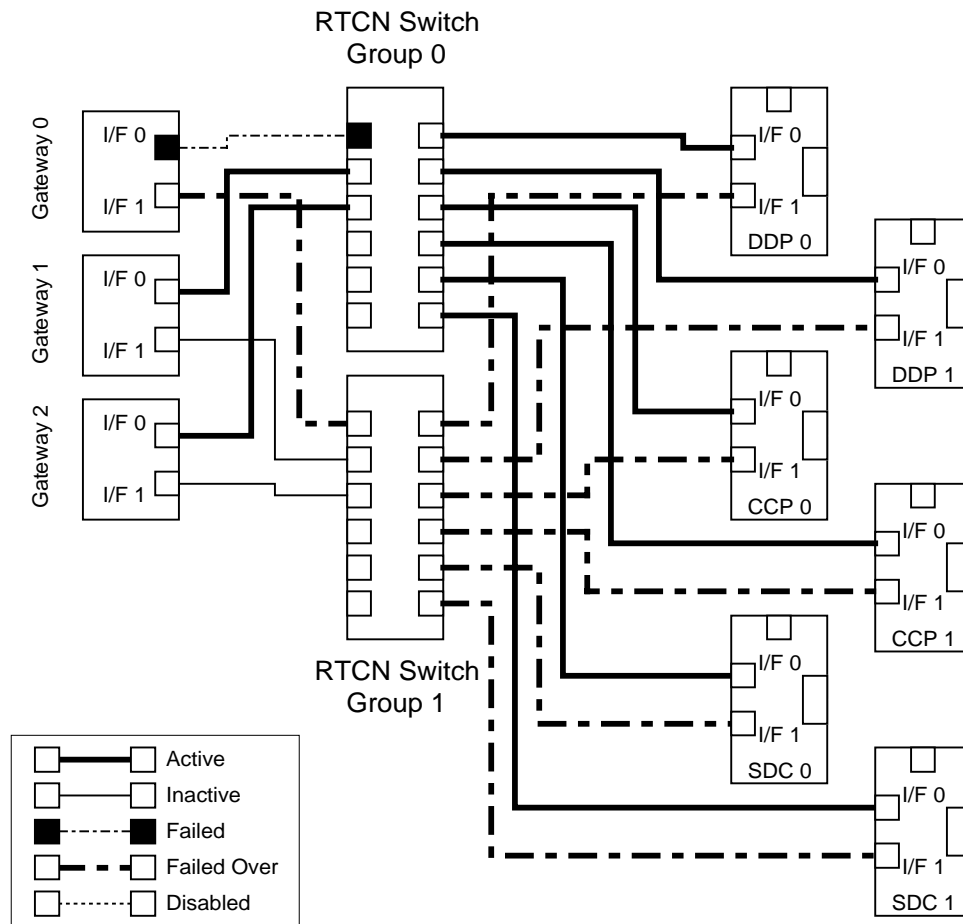 RTCN Switch
Group 0
Gateway 0
I/F 0
I/F 1
Gateway 1
I/F 0
I/F 1
Gateway 2
I/F 0
I/F 1
I/F 0
I/F 1
DDP 0
I/F 0
I/F 1
DDP 1
I/F 0
I/F 1
CCP 0
I/F 0
I/F 1
CCP 1
I/F 0
I/F 1
SDC 0
I/F 0
I/F 1
SDC 1
RTCN Switch
Group 1
Active
Inactive
Failed
Failed Over
Disabled